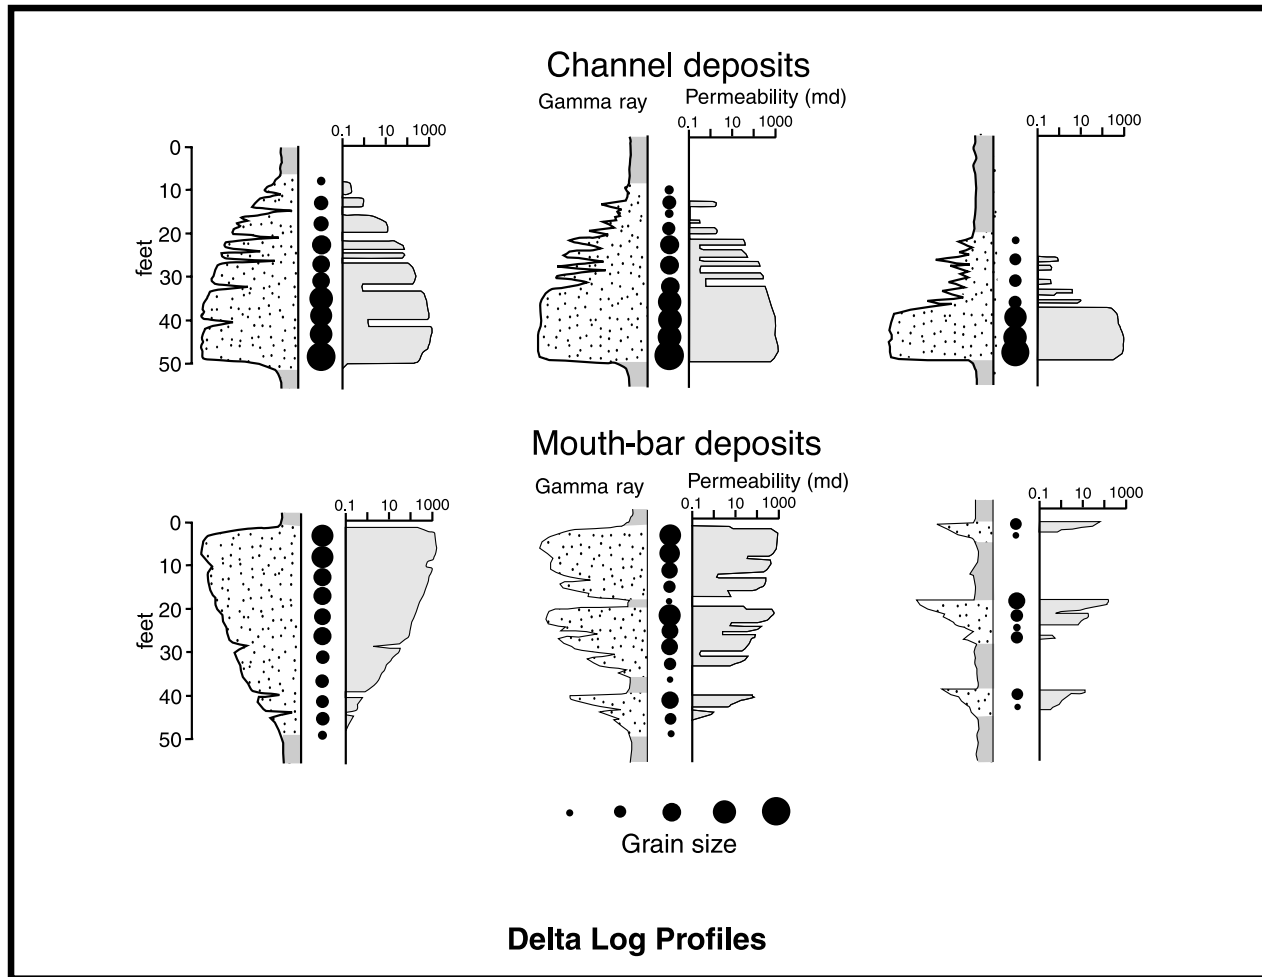 Channel deposits
Gamma ray Permeability (md)
0.1 10 1000
0.1 10 1000
0.1 10 1000
0
10
20
30
40
50
feet
Mouth-bar deposits
Gamma ray Permeability (md)
0.1 10 1000
0.1 10 1000
0.1 10 1000
0
10
20
30
40
50
feet
Grain size
Delta Log Profiles